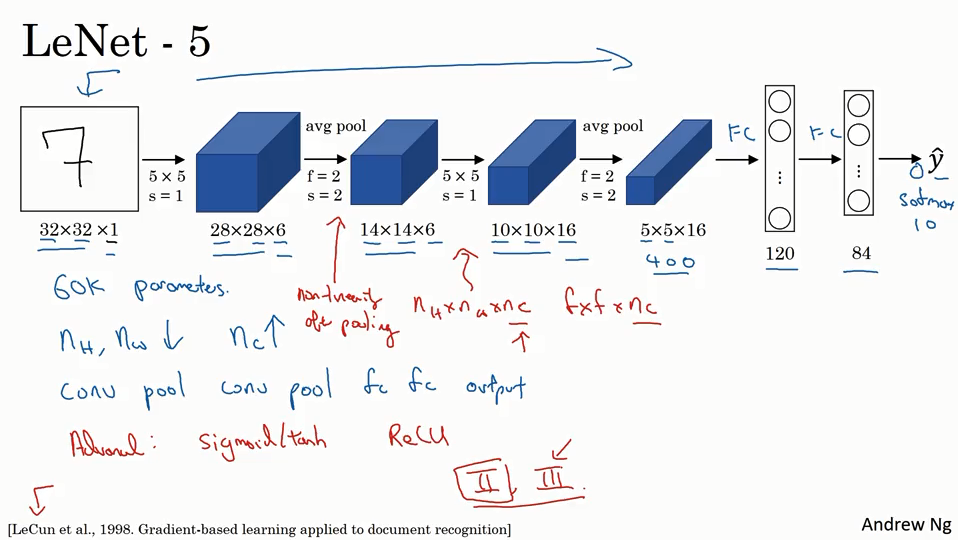 LeNet - 5
7
avg pool
avg pool
FC
FC
5 × 5
s = 1
f = 2
s = 2
5 × 5
s = 1
f = 2
s = 2
⋮
⋮
ŷ
softmax
10
32×32 ×1
28×28×6
14×14×6
10×10×16
5×5×16
400
120
84
60K parameters.
non-linearity
after pooling
nH × nW × nC
f×f×nC
nH, nW ↓ nC ↑
conv pool conv pool fc fc output
Advanced: sigmoid/tanh ReLU
II, III.
[LeCun et al., 1998. Gradient-based learning applied to document recognition]
Andrew Ng